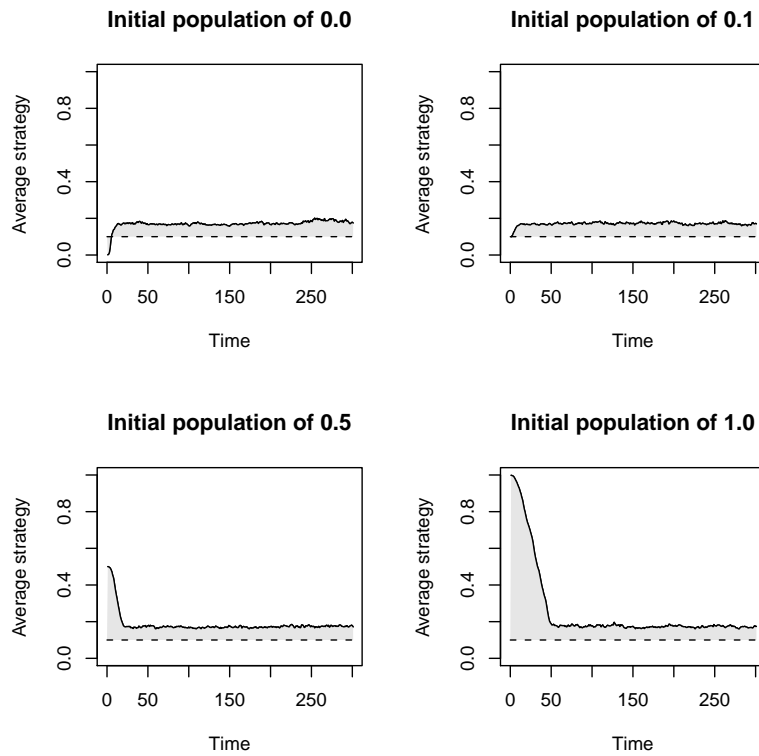 Initial population of 0.0
Average strategy
0.8
0.4
0.0
0 50 150 250
Time
Initial population of 0.1
Average strategy
0.8
0.4
0.0
0 50 150 250
Time
Initial population of 0.5
Average strategy
0.8
0.4
0.0
0 50 150 250
Time
Initial population of 1.0
Average strategy
0.8
0.4
0.0
0 50 150 250
Time